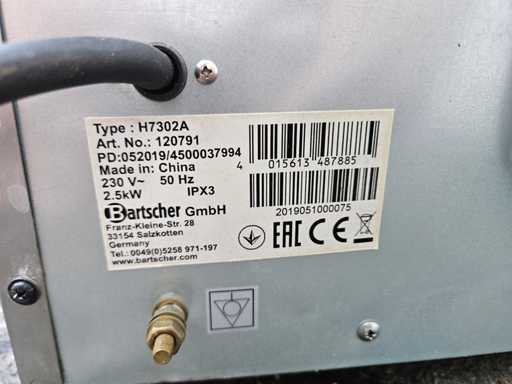 Type : H7302A
Art. No.: 120791
PD:052019/4500037994
Made in: China
230 V~ 50 Hz
2.5kW IPX3
Bartscher GmbH
Franz-Kleine-Str. 28
33154 Salzkotten
Germany
Tel.: 0049(0)5258 971-197
www.bartscher.com
4 015613 487885
2019051000075
EAC CE